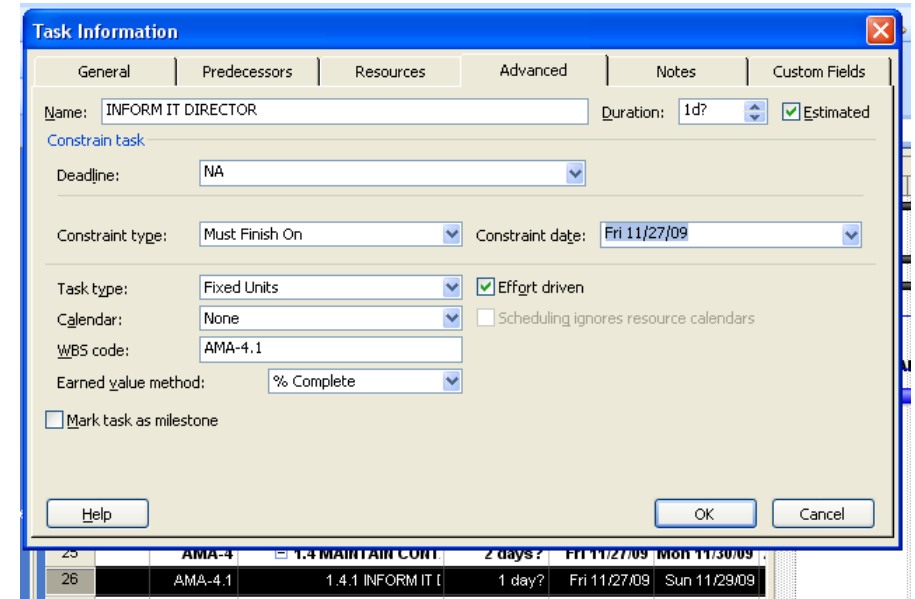 Task Information
General Predecessors Resources Advanced Notes Custom Fields
Name: INFORM IT DIRECTOR Duration: 1d? Estimated
Constrain task
Deadline: NA
Constraint type: Must Finish On Constraint date: Fri 11/27/09
Task type: Fixed Units Effort driven
Calendar: None Scheduling ignores resource calendars
WBS code: AMA-4.1
Earned value method: % Complete
Mark task as milestone
Help OK Cancel
25 AMA-4 1.4 MAINTAIN CONT. 2 days? Fri 11/27/09 Mon 11/30/09
26 AMA-4.1 1.4.1 INFORM IT 1 day? Fri 11/27/09 Sun 11/29/09